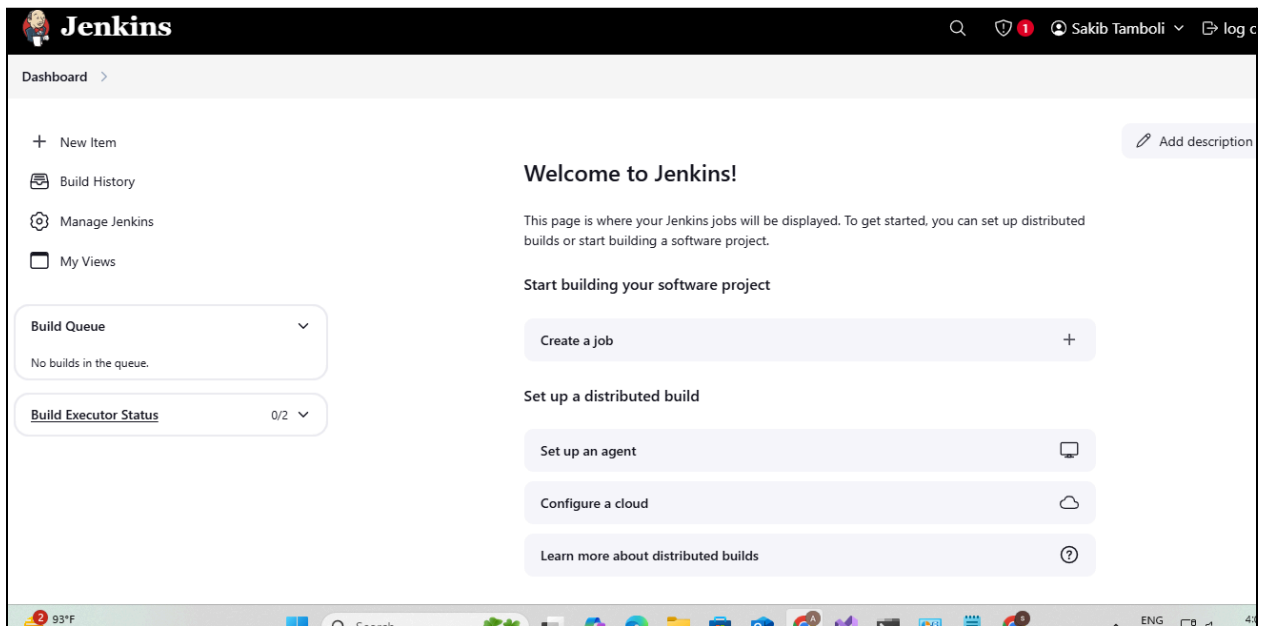 Jenkins
1
Sakib Tamboli
log
Dashboard
Add description
New Item
Build History
Manage Jenkins
My Views
Build Queue
No builds in the queue.
Build Executor Status
0/2
Welcome to Jenkins!
This page is where your Jenkins jobs will be displayed. To get started, you can set up distributed
builds or start building a software project.
Start building your software project
Create a job
Set up a distributed build
Set up an agent
Configure a cloud
Learn more about distributed builds
2
93°F
Search
ENG